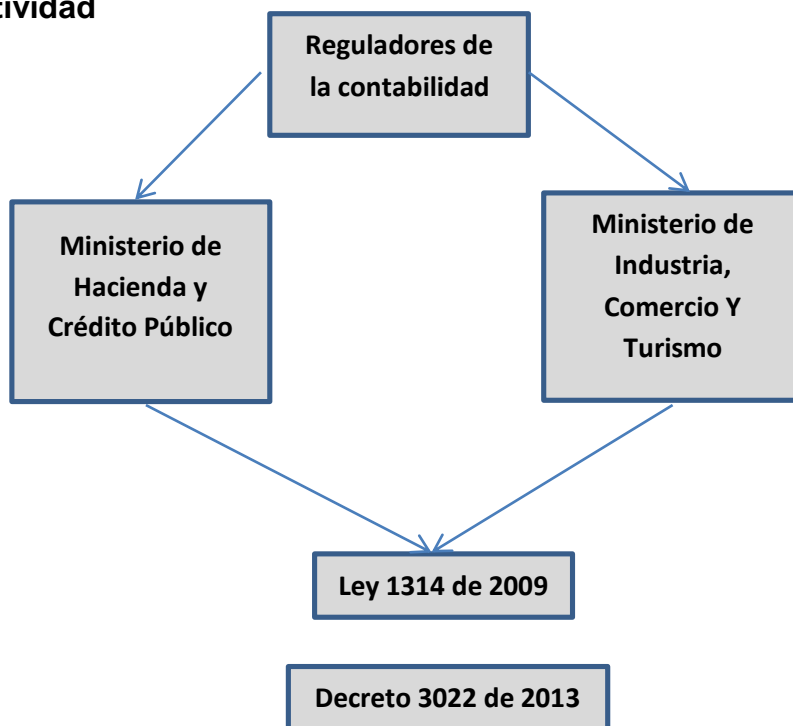 tividad
Reguladores de
la contabilidad
Ministerio de
Hacienda y
Crédito Público
Ministerio de
Industria,
Comercio Y
Turismo
Ley 1314 de 2009
Decreto 3022 de 2013